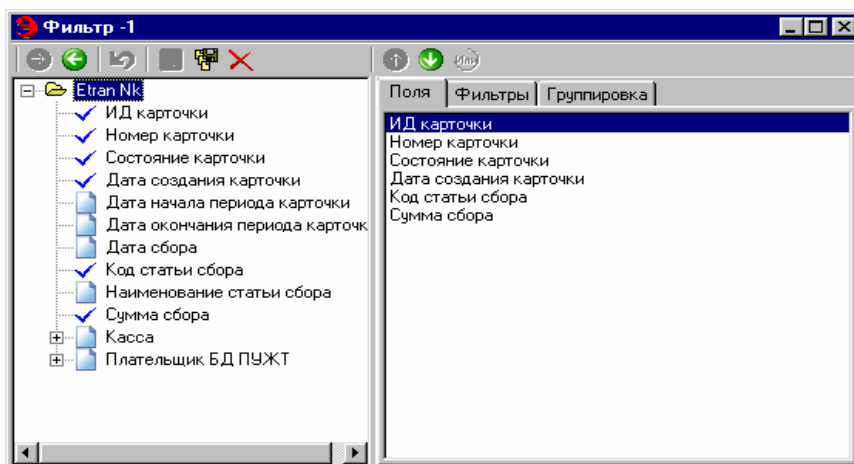 Фильтр -1
Или
Etran Nk
ИД карточки
Номер карточки
Состояние карточки
Дата создания карточки
Дата начала периода карточки
Дата окончания периода карточк
Дата сбора
Код статьи сбора
Наименование статьи сбора
Сумма сбора
Касса
Плательщик БД ПУЖТ
Поля Фильтры Группировка
ИД карточки
Номер карточки
Состояние карточки
Дата создания карточки
Код статьи сбора
Сумма сбора